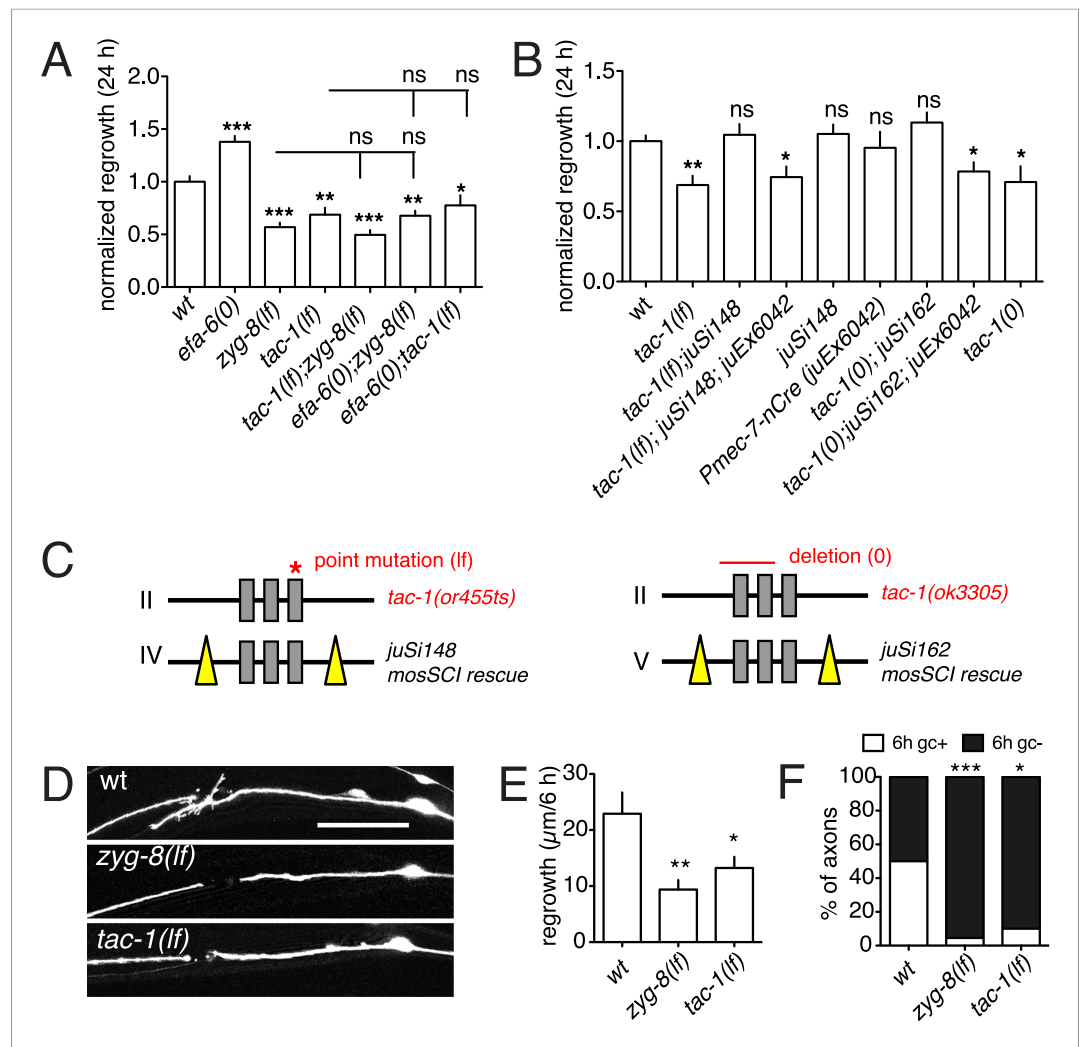 A
normalized regrowth (24 h)
2.0
1.5
1.0
0.5
0.0
***
***
**
***
**
*
ns
ns
ns
ns
wt
efa-6(0)
zyg-8(lf)
tac-1(lf)
tac-1(lf);zyg-8(lf)
efa-6(0);zyg-8(lf)
efa-6(0);tac-1(lf)
B
normalized regrowth (24 h)
1.5
1.0
0.5
0.0
**
ns
*
ns
ns
ns
*
*
wt
tac-1(lf)
tac-1(lf);juSi148
tac-1(lf); juSi148; juEx6042
juSi148
Pmec-7-nCre (juEx6042)
tac-1(0); juSi162
tac-1(0);juSi162; juEx6042
tac-1(0)
C
* point mutation (lf)
II
tac-1(or455ts)
IV
juSi148
mosSCI rescue
deletion (0)
II
tac-1(ok3305)
V
juSi162
mosSCI rescue
D
wt
zyg-8(lf)
tac-1(lf)
E
regrowth (µm/6 h)
30
20
10
0
**
*
wt
zyg-8(lf)
tac-1(lf)
F
6h gc+
6h gc-
% of axons
100
80
60
40
20
0
***
*
wt
zyg-8(lf)
tac-1(lf)